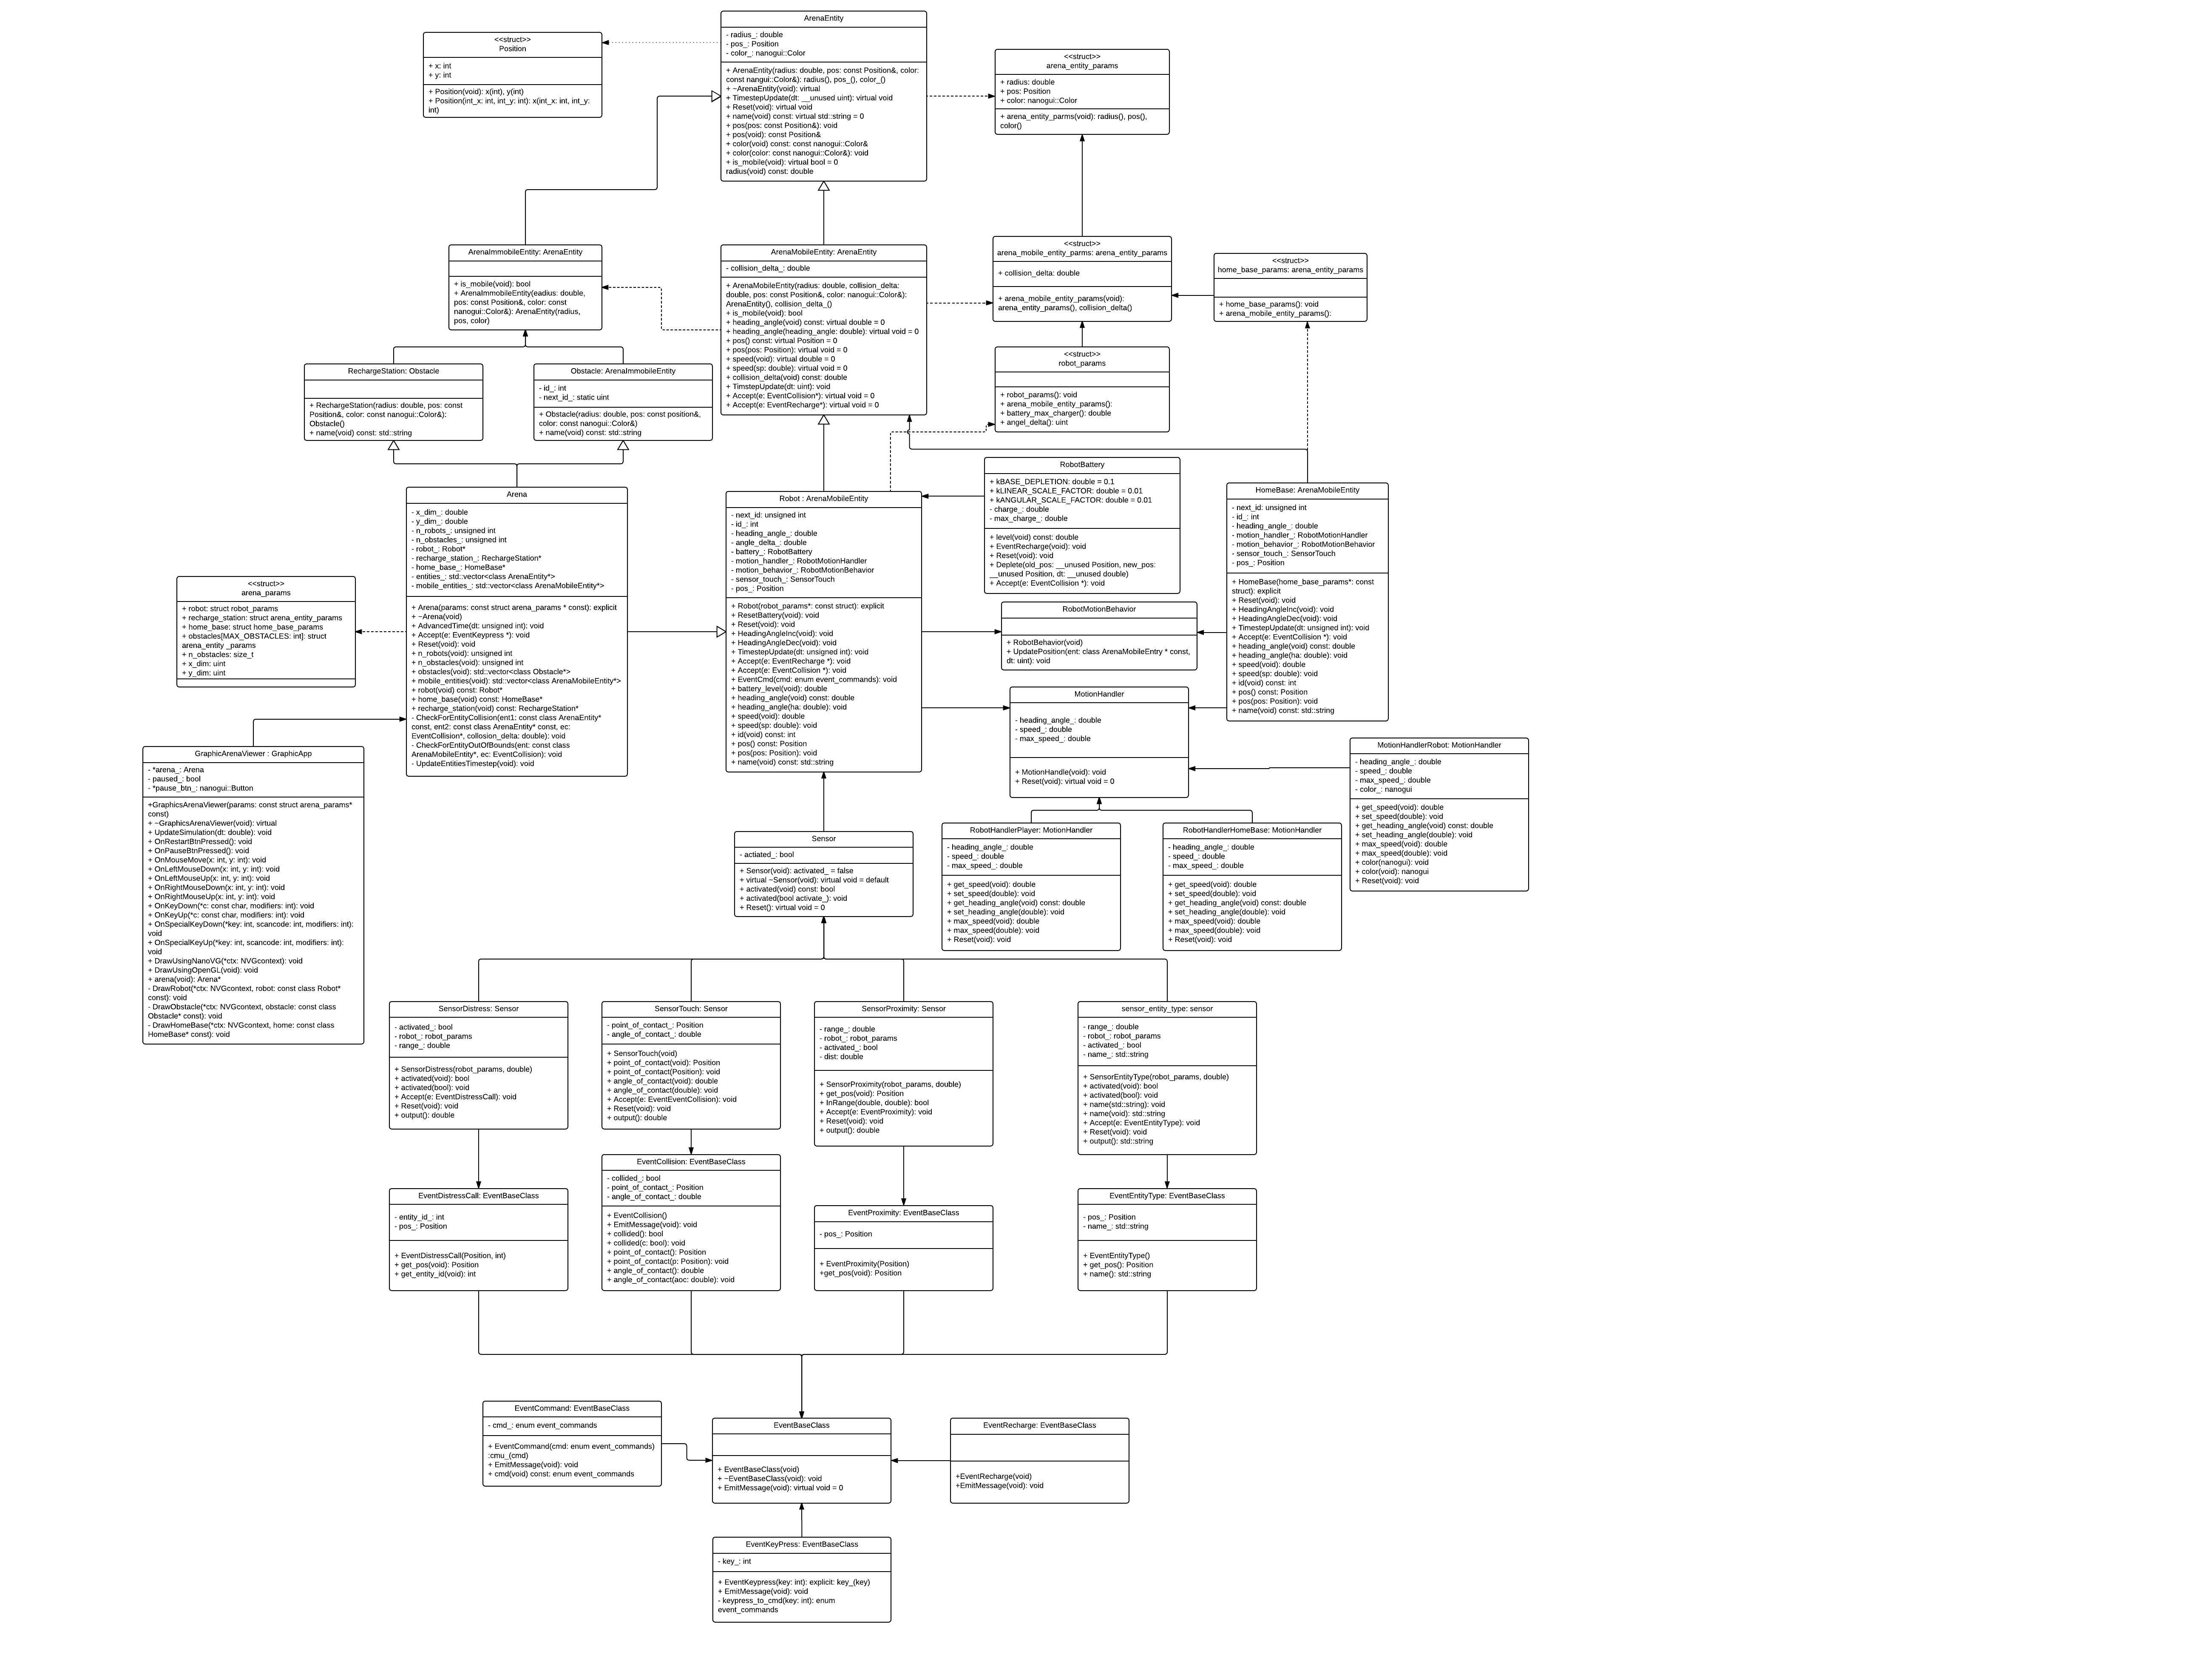 ArenaEntity
- radius_: double
- pos_: Position
- color_: nanogui::Color
+ ArenaEntity(radius: double, pos: const Position&, color:
const nangui::Color&): radius(), pos_(), color_()
+ ~ArenaEntity(void): virtual
+ TimestepUpdate(dt: __unused uint): virtual void
+ Reset(void): virtual void
+ name(void) const: virtual std::string = 0
+ pos(pos: const Position&): void
+ pos(void): const Position&
+ color(void) const: const nanogui::Color&
+ color(color: const nanogui::Color&): void
+ is_mobile(void): virtual bool = 0
radius(void) const: double
<<struct>>
Position
+ x: int
+ y: int
+ Position(void): x(int), y(int)
+ Position(int_x: int, int_y: int): x(int_x: int, int_y:
int)
<<struct>>
arena_entity_params
+ radius: double
+ pos: Position
+ color: nanogui::Color
+ arena_entity_parms(void): radius(), pos(),
color()
ArenaImmobileEntity: ArenaEntity
+ is_mobile(void): bool
+ ArenaImmobileEntity(eadius: double,
pos: const Position&, color: const
nanogui::Color&): ArenaEntity(radius,
pos, color)
ArenaMobileEntity: ArenaEntity
- collision_delta_: double
+ ArenaMobileEntity(radius: double, collision_delta:
double, pos: const Position&, color: nanogui::Color&):
ArenaEntity(), collision_delta_()
+ is_mobile(void): bool
+ heading_angle(void) const: virtual double = 0
+ heading_angle(heading_angle: double): virtual void = 0
+ pos() const: virtual Position = 0
+ pos(pos: Position): virtual void = 0
+ speed(void): virtual double = 0
+ speed(sp: double): virtual void = 0
+ collision_delta(void) const: double
+ TimstepUpdate(dt: uint): void
+ Accept(e: EventCollision*): virtual void = 0
+ Accept(e: EventRecharge*): virtual void = 0
<<struct>>
arena_mobile_entity_parms: arena_entity_params
+ collision_delta: double
+ arena_mobile_entity_params(void):
arena_entity_params(), collision_delta()
<<struct>>
home_base_params: arena_entity_params
+ home_base_params(): void
+ arena_mobile_entity_params():
<<struct>>
robot_params
+ robot_params(): void
+ arena_mobile_entity_params():
+ battery_max_charger(): double
+ angel_delta(): uint
RechargeStation: Obstacle
+ RechargeStation(radius: double, pos: const
Position&, color: const nanogui::Color&):
Obstacle()
+ name(void) const: std::string
Obstacle: ArenaImmobileEntity
- id_: int
- next_id_: static uint
+ Obstacle(radius: double, pos: const position&,
color: const nanogui::Color&)
+ name(void) const: std::string
Arena
- x_dim_: double
- y_dim_: double
- n_robots_: unsigned int
- n_obstacles_: unsigned int
- robot_: Robot*
- recharge_station_: RechargeStation*
- home_base_: HomeBase*
- entities_: std::vector<class ArenaEntity*>
- mobile_entities_: std::vector<class ArenaMobileEntity*>
+ Arena(params: const struct arena_params * const): explicit
+ ~Arena(void)
+ AdvancedTime(dt: unsigned int): void
+ Accept(e: EventKeypress *): void
+ Reset(void): void
+ n_robots(void): unsigned int
+ n_obstacles(void): unsigned int
+ obstacles(void): std::vector<class Obstacle*>
+ mobile_entities(void): std::vector<class ArenaMobileEntity*>
+ robot(void) const: Robot*
+ home_base(void) const: HomeBase*
+ recharge_station(void) const: RechargeStation*
- CheckForEntityCollision(ent1: const class ArenaEntity*
const, ent2: const class ArenaEntity* const, ec:
EventCollision*, collosion_delta: double): void
- CheckForEntityOutOfBounds(ent: const class
ArenaMobileEntity*, ec: EventCollision): void
- UpdateEntitiesTimestep(void): void
Robot : ArenaMobileEntity
- next_id: unsigned int
- id_: int
- heading_angle_: double
- angle_delta_: double
- battery_: RobotBattery
- motion_handler_: RobotMotionHandler
- motion_behavior_: RobotMotionBehavior
- sensor_touch_: SensorTouch
- pos_: Position
+ Robot(robot_params*: const struct): explicit
+ ResetBattery(void): void
+ Reset(void): void
+ HeadingAngleInc(void): void
+ HeadingAngleDec(void): void
+ TimestepUpdate(dt: unsigned int): void
+ Accept(e: EventRecharge *): void
+ Accept(e: EventCollision *): void
+ EventCmd(cmd: enum event_commands): void
+ battery_level(void): double
+ heading_angle(void) const: double
+ heading_angle(ha: double): void
+ speed(void): double
+ speed(sp: double): void
+ id(void) const: int
+ pos() const: Position
+ pos(pos: Position): void
+ name(void) const: std::string
RobotBattery
+ kBASE_DEPLETION: double = 0.1
+ kLINEAR_SCALE_FACTOR: double = 0.01
+ kANGULAR_SCALE_FACTOR: double = 0.01
- charge_: double
- max_charge_: double
+ level(void) const: double
+ EventRecharge(void): void
+ Reset(void): void
+ Deplete(old_pos: __unused Position, new_pos:
__unused Position, dt: __unused double)
+ Accept(e: EventCollision *): void
HomeBase: ArenaMobileEntity
- next_id: unsigned int
- id_: int
- heading_angle_: double
- motion_handler_: RobotMotionHandler
- motion_behavior_: RobotMotionBehavior
- sensor_touch_: SensorTouch
- pos_: Position
+ HomeBase(home_base_params*: const
struct): explicit
+ Reset(void): void
+ HeadingAngleInc(void): void
+ HeadingAngleDec(void): void
+ TimestepUpdate(dt: unsigned int): void
+ Accept(e: EventCollision *): void
+ heading_angle(void) const: double
+ heading_angle(ha: double): void
+ speed(void): double
+ speed(sp: double): void
+ id(void) const: int
+ pos() const: Position
+ pos(pos: Position): void
+ name(void) const: std::string
<<struct>>
arena_params
+ robot: struct robot_params
+ recharge_station: struct arena_entity_params
+ home_base: struct home_base_params
+ obstacles[MAX_OBSTACLES: int]: struct
arena_entity _params
+ n_obstacles: size_t
+ x_dim: uint
+ y_dim: uint
RobotMotionBehavior
+ RobotBehavior(void)
+ UpdatePosition(ent: class ArenaMobileEntry * const,
dt: uint): void
MotionHandler
- heading_angle_: double
- speed_: double
- max_speed_: double
+ MotionHandle(void): void
+ Reset(void): virtual void = 0
MotionHandlerRobot: MotionHandler
- heading_angle_: double
- speed_: double
- max_speed_: double
- color_: nanogui
+ get_speed(void): double
+ set_speed(double): void
+ get_heading_angle(void) const: double
+ set_heading_angle(double): void
+ max_speed(void): double
+ max_speed(double): void
+ color(nanogui): void
+ color(void): nanogui
+ Reset(void): void
GraphicArenaViewer : GraphicApp
- *arena_: Arena
- paused_: bool
- *pause_btn_: nanogui::Button
+GraphicsArenaViewer(params: const struct arena_params*
const)
+ ~GraphicsArenaViewer(void): virtual
+ UpdateSimulation(dt: double): void
+ OnRestartBtnPressed(): void
+ OnPauseBtnPressed(): void
+ OnMouseMove(x: int, y: int): void
+ OnLeftMouseDown(x: int, y: int): void
+ OnLeftMouseUp(x: int, y: int): void
+ OnRightMouseDown(x: int, y: int): void
+ OnRightMouseUp(x: int, y: int): void
+ OnKeyDown(*c: const char, modifiers: int): void
+ OnKeyUp(*c: const char, modifiers: int): void
+ OnSpecialKeyDown(*key: int, scancode: int, modifiers: int):
void
+ OnSpecialKeyUp(*key: int, scancode: int, modifiers: int):
void
+ DrawUsingNanoVG(*ctx: NVGcontext): void
+ DrawUsingOpenGL(void): void
+ arena(void): Arena*
- DrawRobot(*ctx: NVGcontext, robot: const class Robot*
const): void
- DrawObstacle(*ctx: NVGcontext, obstacle: const class
Obstacle* const): void
- DrawHomeBase(*ctx: NVGcontext, home: const class
HomeBase* const): void
Sensor
- actiated_: bool
+ Sensor(void): activated_ = false
+ virtual ~Sensor(void): virtual void = default
+ activated(void) const: bool
+ activated(bool activate_): void
+ Reset(): virtual void = 0
RobotHandlerPlayer: MotionHandler
- heading_angle_: double
- speed_: double
- max_speed_: double
+ get_speed(void): double
+ set_speed(double): void
+ get_heading_angle(void) const: double
+ set_heading_angle(double): void
+ max_speed(void): double
+ max_speed(double): void
+ Reset(void): void
RobotHandlerHomeBase: MotionHandler
- heading_angle_: double
- speed_: double
- max_speed_: double
+ get_speed(void): double
+ set_speed(double): void
+ get_heading_angle(void) const: double
+ set_heading_angle(double): void
+ max_speed(void): double
+ max_speed(double): void
+ Reset(void): void
SensorDistress: Sensor
- activated_: bool
- robot_: robot_params
- range_: double
+ SensorDistress(robot_params, double)
+ activated(void): bool
+ activated(bool): void
+ Accept(e: EventDistressCall): void
+ Reset(void): void
+ output(): double
SensorTouch: Sensor
- point_of_contact_: Position
- angle_of_contact_: double
+ SensorTouch(void)
+ point_of_contact(void): Position
+ point_of_contact(Position): void
+ angle_of_contact(void): double
+ angle_of_contact(double): void
+ Accept(e: EventEventCollision): void
+ Reset(void): void
+ output(): double
SensorProximity: Sensor
- range_: double
- robot_: robot_params
- activated_: bool
- dist: double
+ SensorProximity(robot_params, double)
+ get_pos(void): Position
+ InRange(double, double): bool
+ Accept(e: EventProximity): void
+ Reset(void): void
+ output(): double
sensor_entity_type: sensor
- range_: double
- robot_: robot_params
- activated_: bool
- name_: std::string
+ SensorEntityType(robot_params, double)
+ activated(void): bool
+ activated(bool): void
+ name(std::string): void
+ name(void): std::string
+ Accept(e: EventEntityType): void
+ Reset(void): void
+ output(): std::string
EventDistressCall: EventBaseClass
- entity_id_: int
- pos_: Position
+ EventDistressCall(Position, int)
+ get_pos(void): Position
+ get_entity_id(void): int
EventCollision: EventBaseClass
- collided_: bool
- point_of_contact_: Position
- angle_of_contact_: double
+ EventCollision()
+ EmitMessage(void): void
+ collided(): bool
+ collided(c: bool): void
+ point_of_contact(): Position
+ point_of_contact(p: Position): void
+ angle_of_contact(): double
+ angle_of_contact(aoc: double): void
EventProximity: EventBaseClass
- pos_: Position
+ EventProximity(Position)
+get_pos(void): Position
EventEntityType: EventBaseClass
- pos_: Position
- name_: std::string
+ EventEntityType()
+ get_pos(): Position
+ name(): std::string
EventCommand: EventBaseClass
- cmd_: enum event_commands
+ EventCommand(cmd: enum event_commands)
:cmu_(cmd)
+ EmitMessage(void): void
+ cmd(void) const: enum event_commands
EventBaseClass
+ EventBaseClass(void)
+ ~EventBaseClass(void): void
+ EmitMessage(void): virtual void = 0
EventRecharge: EventBaseClass
+EventRecharge(void)
+EmitMessage(void): void
EventKeyPress: EventBaseClass
- key_: int
+ EventKeypress(key: int): explicit: key_(key)
+ EmitMessage(void): void
- keypress_to_cmd(key: int): enum
event_commands